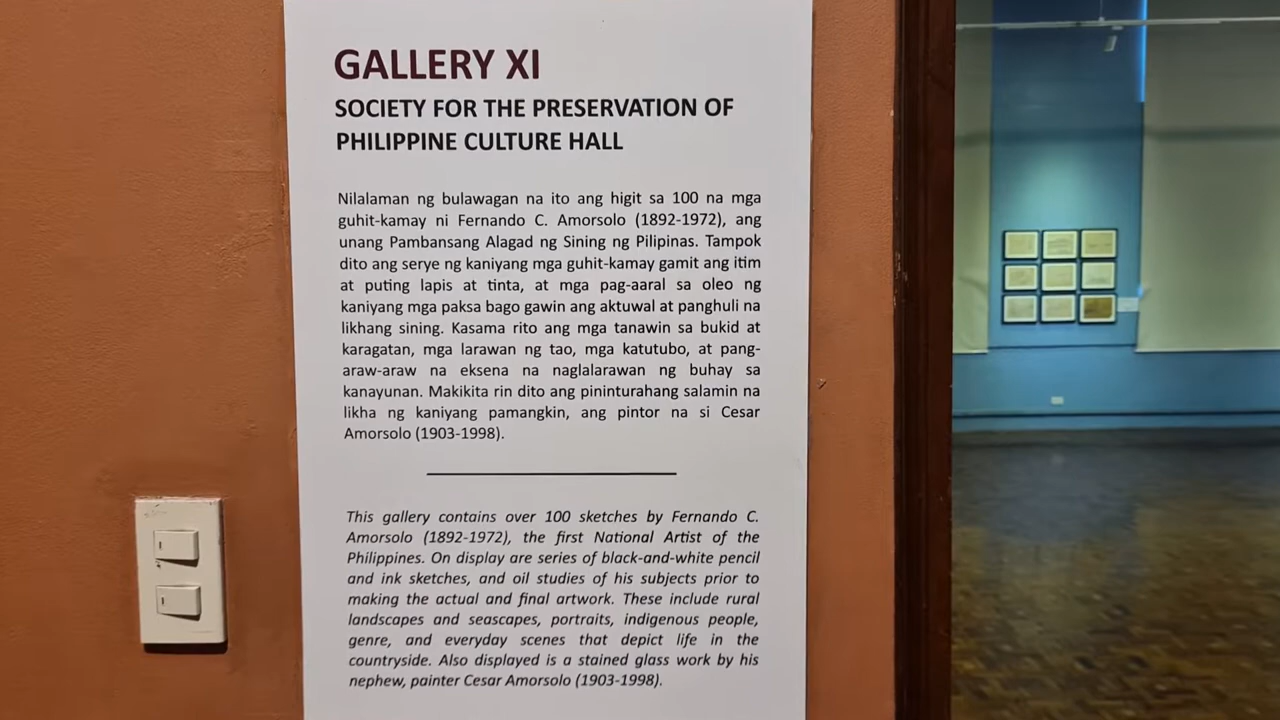 GALLERY XI
SOCIETY FOR THE PRESERVATION OF
PHILIPPINE CULTURE HALL
Nilalaman ng bulawagan na ito ang higit sa 100 na mga
guhit-kamay ni Fernando C. Amorsolo (1892-1972), ang
unang Pambansang Alagad ng Sining ng Pilipinas. Tampok
dito ang serye ng kaniyang mga guhit-kamay gamit ang itim
at puting lapis at tinta, at mga pag-aaral sa oleo ng
kaniyang mga paksa bago gawin ang aktuwal at panghuli na
likhang sining. Kasama rito ang mga tanawin sa bukid at
karagatan, mga larawan ng tao, mga katutubo, at pang-
araw-araw na eksena na naglalarawan ng buhay sa
kanayunan. Makikita rin dito ang pininturahang salamin na
likha ng kaniyang pamangkin, ang pintor na si Cesar
Amorsolo (1903-1998).
This gallery contains over 100 sketches by Fernando C.
Amorsolo (1892-1972), the first National Artist of the
Philippines. On display are series of black-and-white pencil
and ink sketches, and oil studies of his subjects prior to
making the actual and final artwork. These include rural
landscapes and seascapes, portraits, indigenous people,
genre, and everyday scenes that depict life in the
countryside. Also displayed is a stained glass work by his
nephew, painter Cesar Amorsolo (1903-1998).